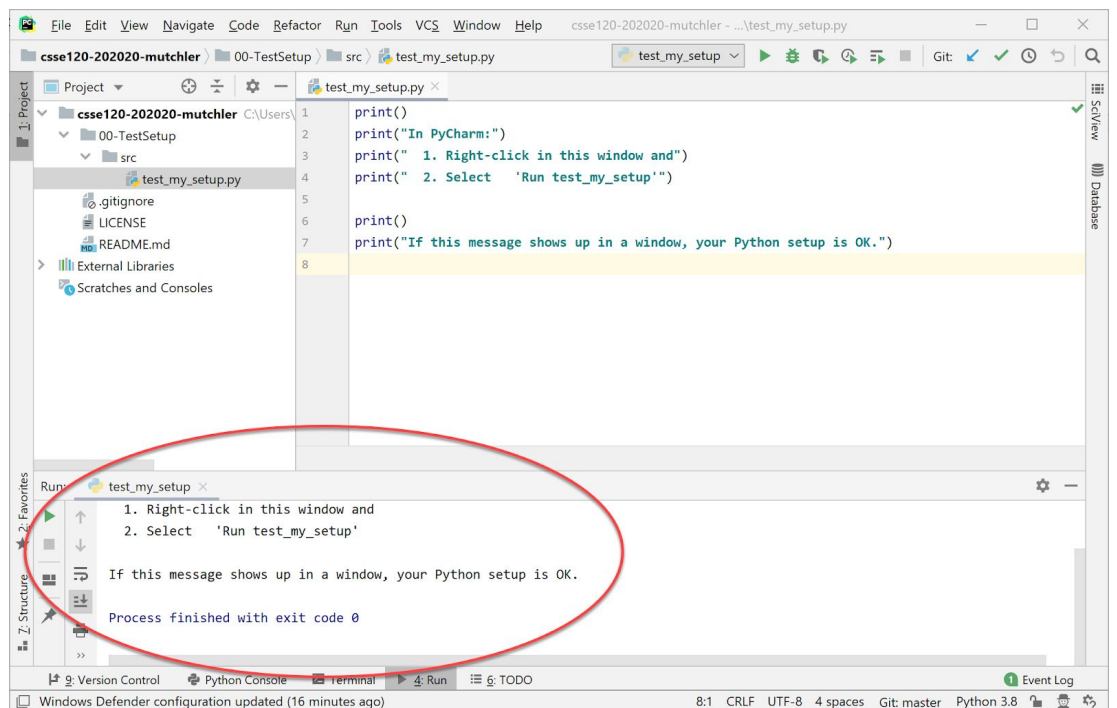 File Edit View Navigate Code Refactor Run Tools VCS Window Help csse120-202020-mutchler - ...\test_my_setup.py
csse120-202020-mutchler 00-TestSetup src test_my_setup.py test_my_setup Git:
1: Project
Project
csse120-202020-mutchler C:\Users\
00-TestSetup
src
test_my_setup.py
.gitignore
LICENSE
README.md
External Libraries
Scratches and Consoles
test_my_setup.py
1 print()
2 print("In PyCharm:")
3 print("  1. Right-click in this window and")
4 print("  2. Select   'Run test_my_setup'")
5
6 print()
7 print("If this message shows up in a window, your Python setup is OK.")
8
SciView
Database
2: Favorites
Z: Structure
Run: test_my_setup
1. Right-click in this window and
2. Select   'Run test_my_setup'
If this message shows up in a window, your Python setup is OK.
Process finished with exit code 0
9: Version Control Python Console Terminal 4: Run 6: TODO 1 Event Log
Windows Defender configuration updated (16 minutes ago) 8:1 CRLF UTF-8 4 spaces Git: master Python 3.8